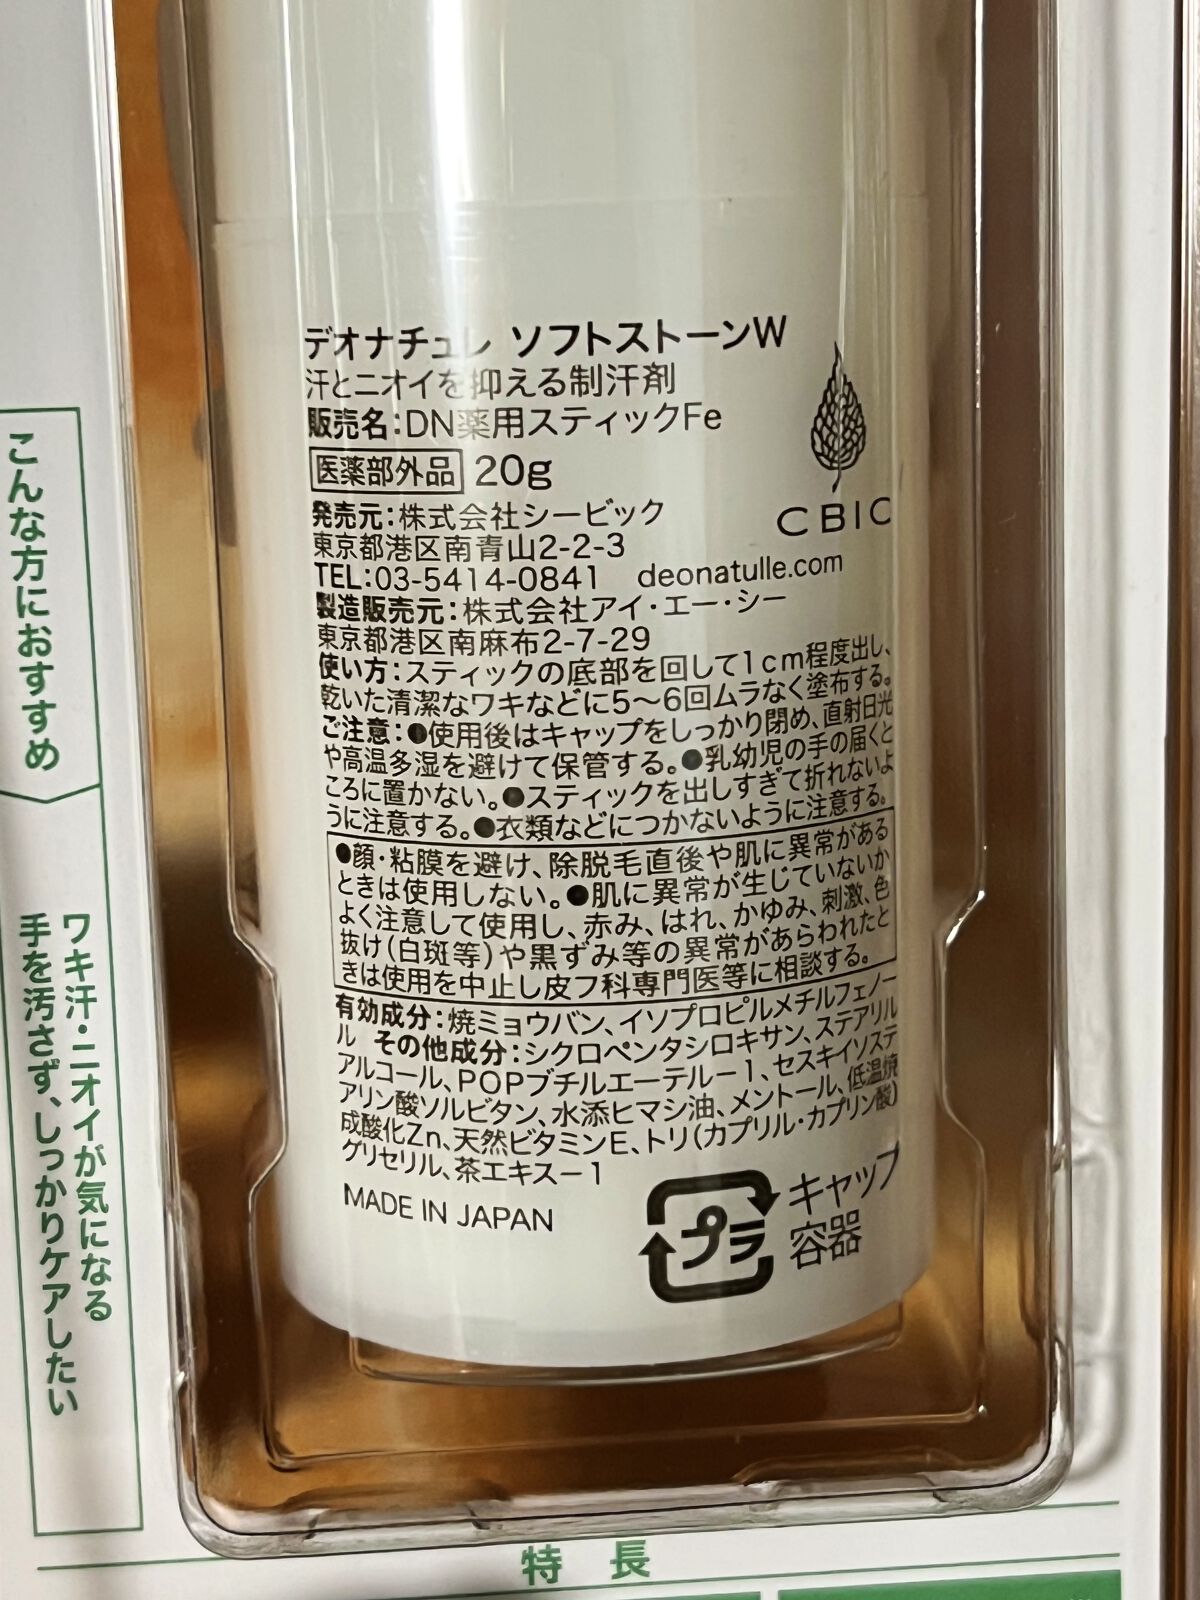 デオナチュレ ソフトストーンW
汗とニオイを抑える制汗剤
販売名:DN薬用スティックFe
医薬部外品 20g
発売元:株式会社シービック
東京都港区南青山2-2-3
TEL:03-5414-0841 deonatulle.com
CBIC
製造販売元:株式会社アイ・エー・シー
東京都港区南麻布2-7-29
使い方:スティックの底部を回して1cm程度出し、
乾いた清潔なワキなどに5〜6回ムラなく塗布する。
ご注意:●使用後はキャップをしっかり閉め、直射日光
や高温多湿を避けて保管する。●乳幼児の手の届くと
ころに置かない。●スティックを出しすぎて折れないよ
うに注意する。●衣類などにつかないように注意する。
●顔・粘膜を避け、除脱毛直後や肌に異常がある
ときは使用しない。●肌に異常が生じていないか
よく注意して使用し、赤み、はれ、かゆみ、刺激、色
抜け(白斑等)や黒ずみ等の異常があらわれたと
きは使用を中止し皮フ科専門医等に相談する。
有効成分:焼ミョウバン、イソプロピルメチルフェノー
ル その他成分:シクロペンタシロキサン、ステアリル
アルコール、POPブチルエーテル-1、セスキイソステ
アリン酸ソルビタン、水添ヒマシ油、メントール、低温焼
成酸化Zn、天然ビタミンE、トリ(カプリル・カプリン酸)
グリセリル、茶エキス-1
MADE IN JAPAN
プラ
キャップ
容器
こんな方におすすめ
ワキ汗・ニオイが気になる
手を汚さず、しっかりケアしたい
特長